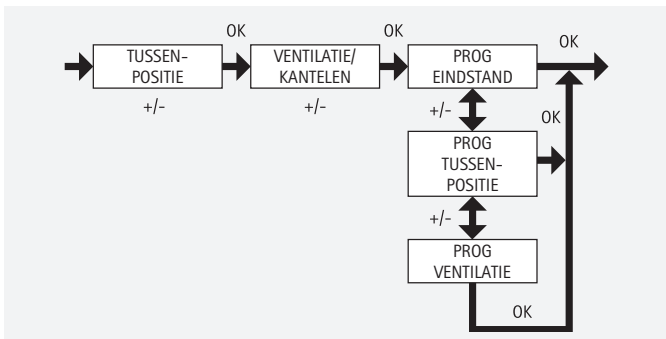 OK
OK
OK
TUSSEN-
POSITIE
VENTILATIE/
KANTELEN
PROG
EINDSTAND
+/-
+/-
+/-
OK
PROG
TUSSEN-
POSITIE
+/-
PROG
VENTILATIE
OK